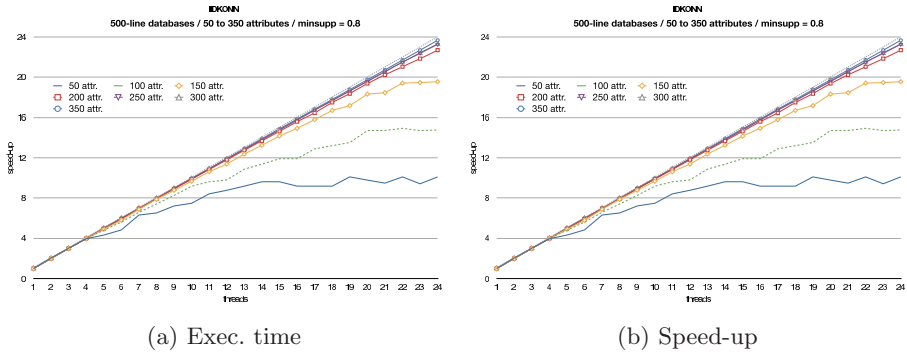 500-line databases / 50 to 350 attributes / minsupp = 0.8
24
20
16
12
8
4
0
speed-up
50 attr.
100 attr.
150 attr.
200 attr.
250 attr.
300 attr.
350 attr.
1 2 3 4 5 6 7 8 9 10 11 12 13 14 15 16 17 18 19 20 21 22 23 24
threads
(a) Exec. time
500-line databases / 50 to 350 attributes / minsupp = 0.8
24
20
16
12
8
4
0
speed-up
50 attr.
100 attr.
150 attr.
200 attr.
250 attr.
300 attr.
350 attr.
1 2 3 4 5 6 7 8 9 10 11 12 13 14 15 16 17 18 19 20 21 22 23 24
threads
(b) Speed-up